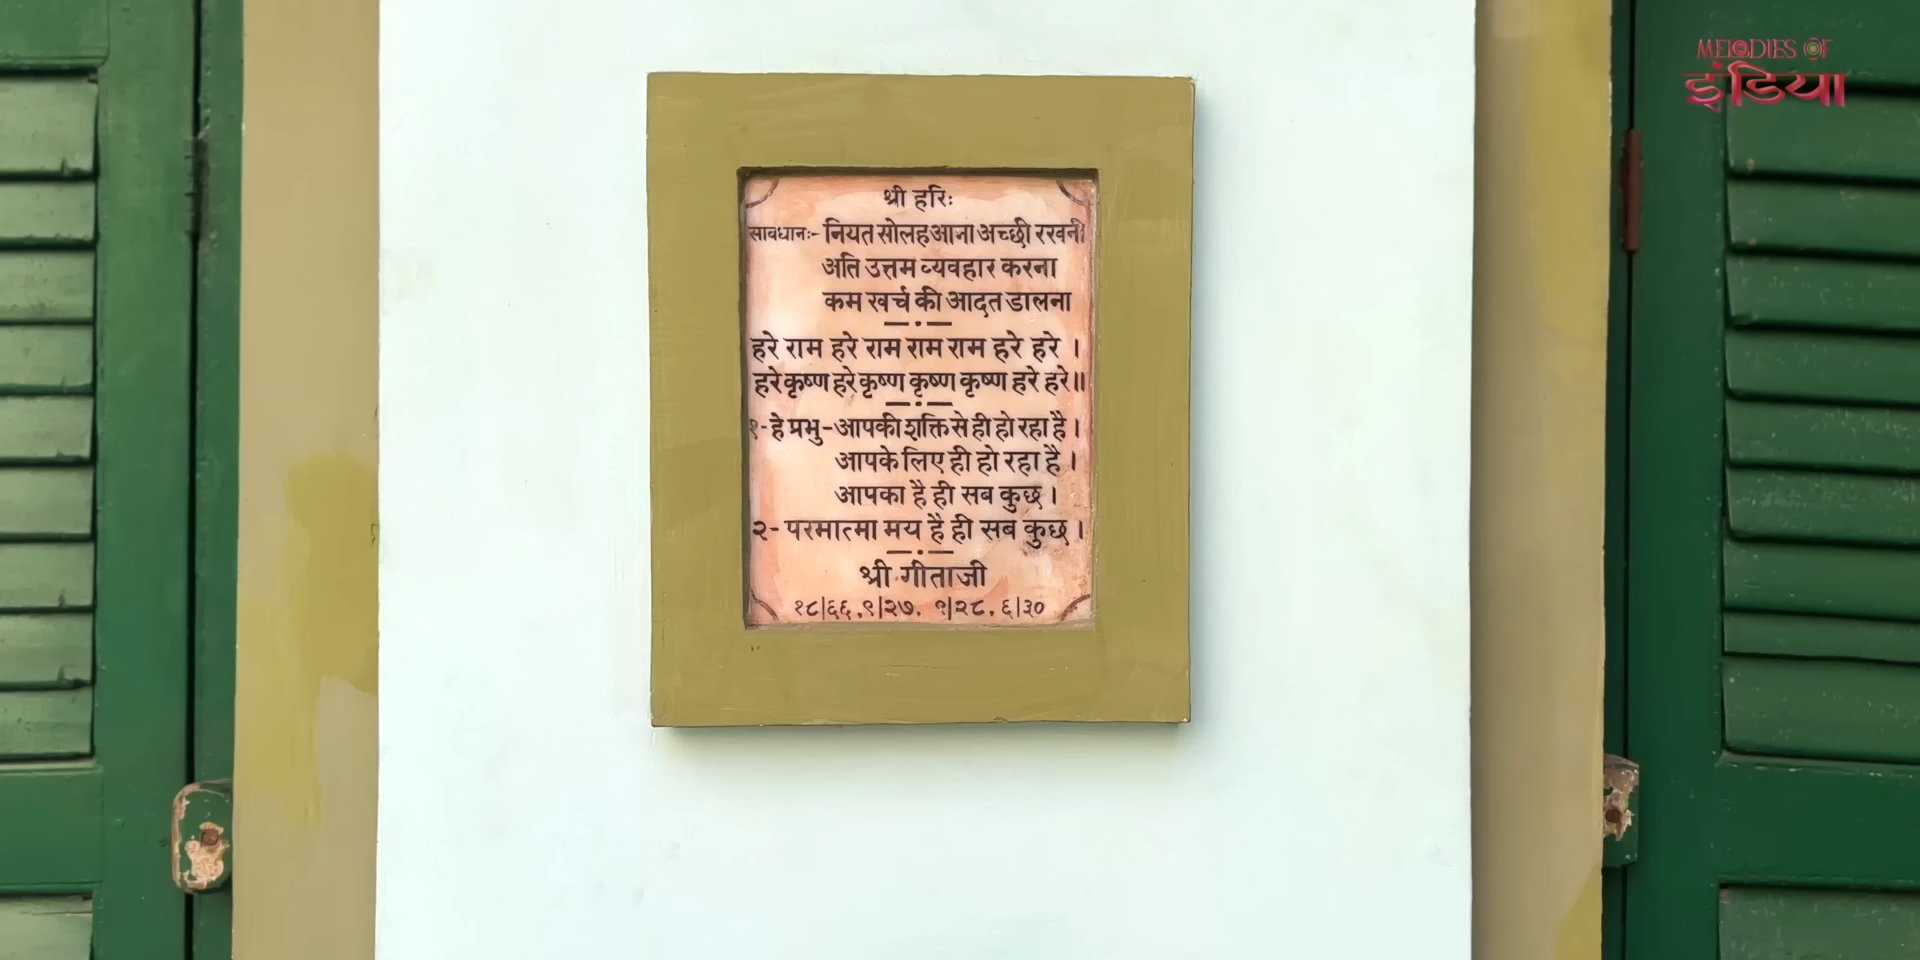 MELODIES OF
इंडिया
श्री हरिः
सावधानः- नियत सोलह आना अच्छी रखनी
अति उत्तम व्यवहार करना
कम खर्च की आदत डालना
हरे राम हरे राम राम राम हरे हरे ।
हरे कृष्ण हरे कृष्ण कृष्ण कृष्ण हरे हरे॥
१- हे प्रभु- आपकी शक्ति से ही हो रहा है ।
आपके लिए ही हो रहा है ।
आपका है ही सब कुछ ।
२- परमात्मा मय है ही सब कुछ ।
श्री गीताजी
१८|६६, ९|२७, ९|२८, ६|३०